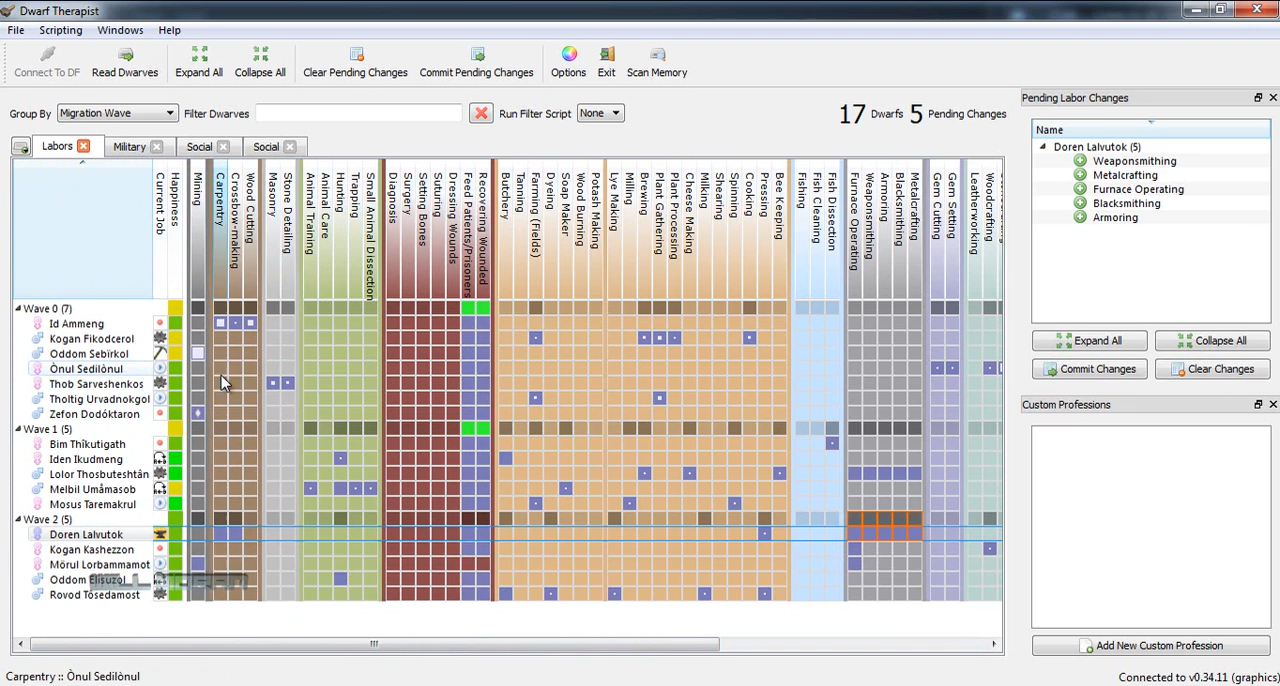 Dwarf Therapist
File Scripting Windows Help
Connect To DF Read Dwarves Expand All Collapse All Clear Pending Changes Commit Pending Changes Options Exit Scan Memory
Group By Migration Wave Filter Dwarves Run Filter Script None 17 Dwarfs 5 Pending Changes
Labors Military Social Social
Current Job
Happiness
Mining
Carpentry
Crossbow-making
Wood Cutting
Masonry
Stone Detailing
Animal Training
Animal Care
Hunting
Trapping
Small Animal Dissection
Diagnosis
Surgery
Setting Bones
Suturing
Dressing Wounds
Feed Patients/Prisoners
Recovering Wounded
Butchery
Tanning
Farming (Fields)
Dyeing
Soap Maker
Wood Burning
Potash Making
Lye Making
Milling
Brewing
Plant Gathering
Plant Processing
Cheese Making
Milking
Shearing
Spinning
Cooking
Pressing
Bee Keeping
Fishing
Fish Cleaning
Fish Dissection
Furnace Operating
Weaponsmithing
Armoring
Blacksmithing
Metalcrafting
Gem Cutting
Gem Setting
Leatherworking
Woodcrafting
Wave 0 (7)
Id Ammeng
Kogan Fikodcerol
Oddom Sebïrkol
Ònul Sedilònul
Thob Sarveshenkos
Tholtig Urvadnokgol
Zefon Dodóktaron
Wave 1 (5)
Bim Thîkutigath
Iden Ikudmeng
Lolor Thosbuteshtân
Melbil Umåmasob
Mosus Taremakrul
Wave 2 (5)
Doren Lalvutok
Kogan Kashezzon
Mörul Lorbammamot
Oddom Elisuzol
Rovod Tosedamost
Carpentry :: Ònul Sedilònul
Pending Labor Changes
Name
Doren Lalvutok (5)
Weaponsmithing
Metalcrafting
Furnace Operating
Blacksmithing
Armoring
Expand All Collapse All
Commit Changes Clear Changes
Custom Professions
Add New Custom Profession
Connected to v0.34.11 (graphics)